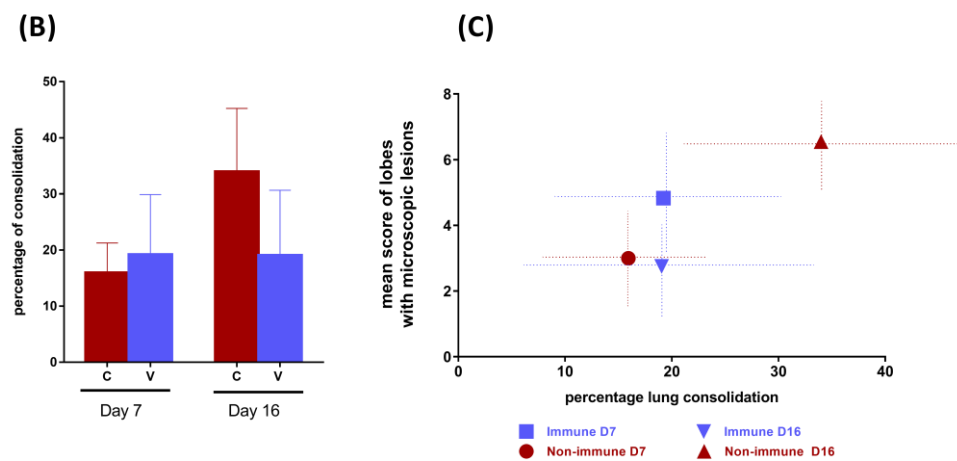 (B)
percentage of consolidation
50
40
30
20
10
0
C
V
C
V
Day 7
Day 16
(C)
mean score of lobes
with microscopic lesions
8
6
4
2
0
0
10
20
30
40
percentage lung consolidation
Immune D7
Immune D16
Non-immune D7
Non-immune D16